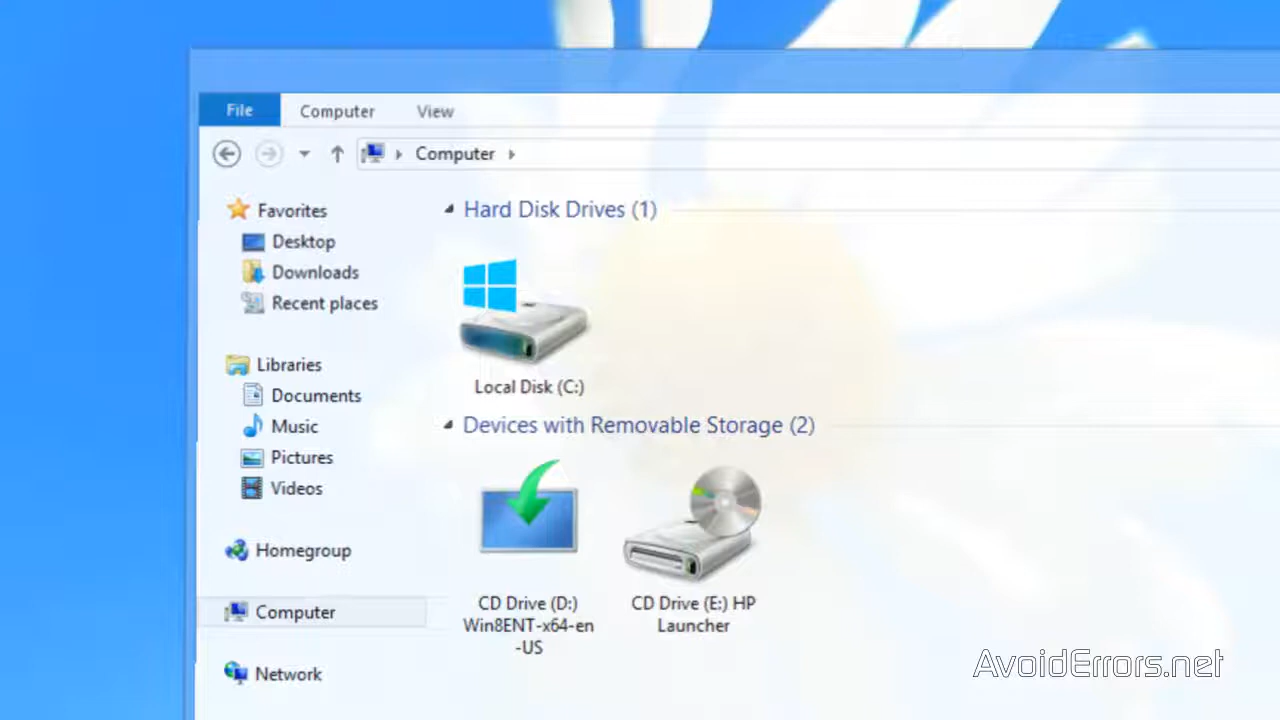 File Computer View
Computer
Favorites
Desktop
Downloads
Recent places
Libraries
Documents
Music
Pictures
Videos
Homegroup
Computer
Network
Hard Disk Drives (1)
Local Disk (C:)
Devices with Removable Storage (2)
CD Drive (D:)
Win8ENT-x64-en
-US
CD Drive (E:) HP
Launcher
AvoidErrors.net